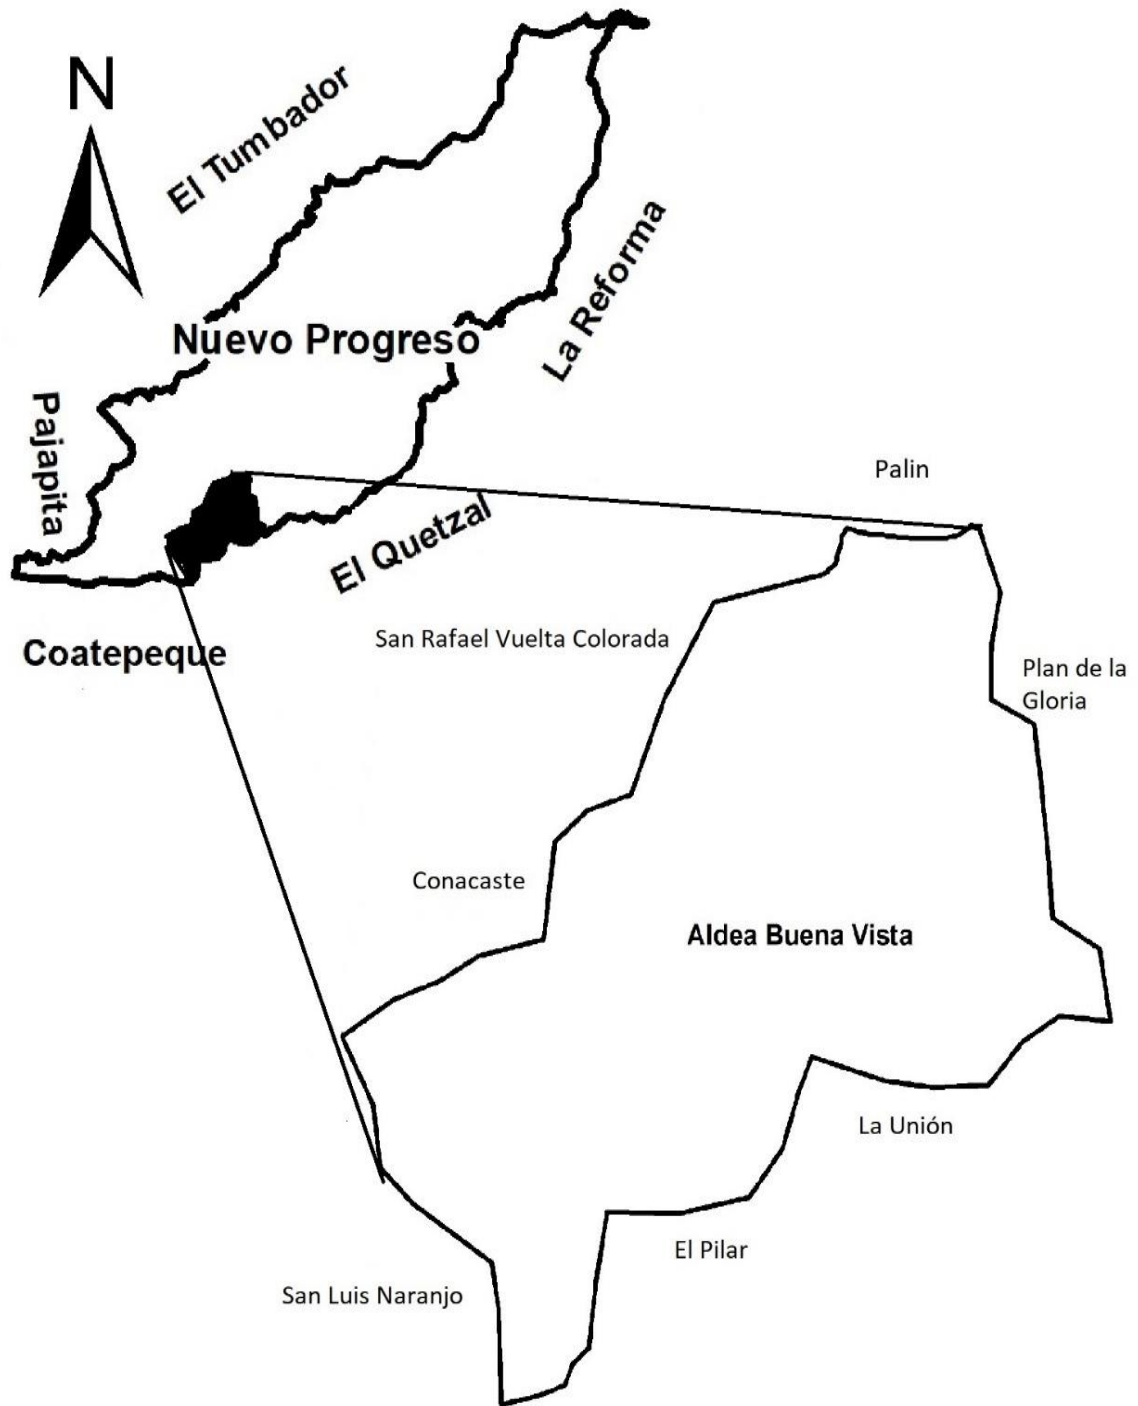 N
El Tumbador
La Reforma
Nuevo Progreso
Pajapita
El Quetzal
Coatepeque
Palin
San Rafael Vuelta Colorada
Plan de la
Gloria
Conacaste
Aldea Buena Vista
La Unión
El Pilar
San Luis Naranjo